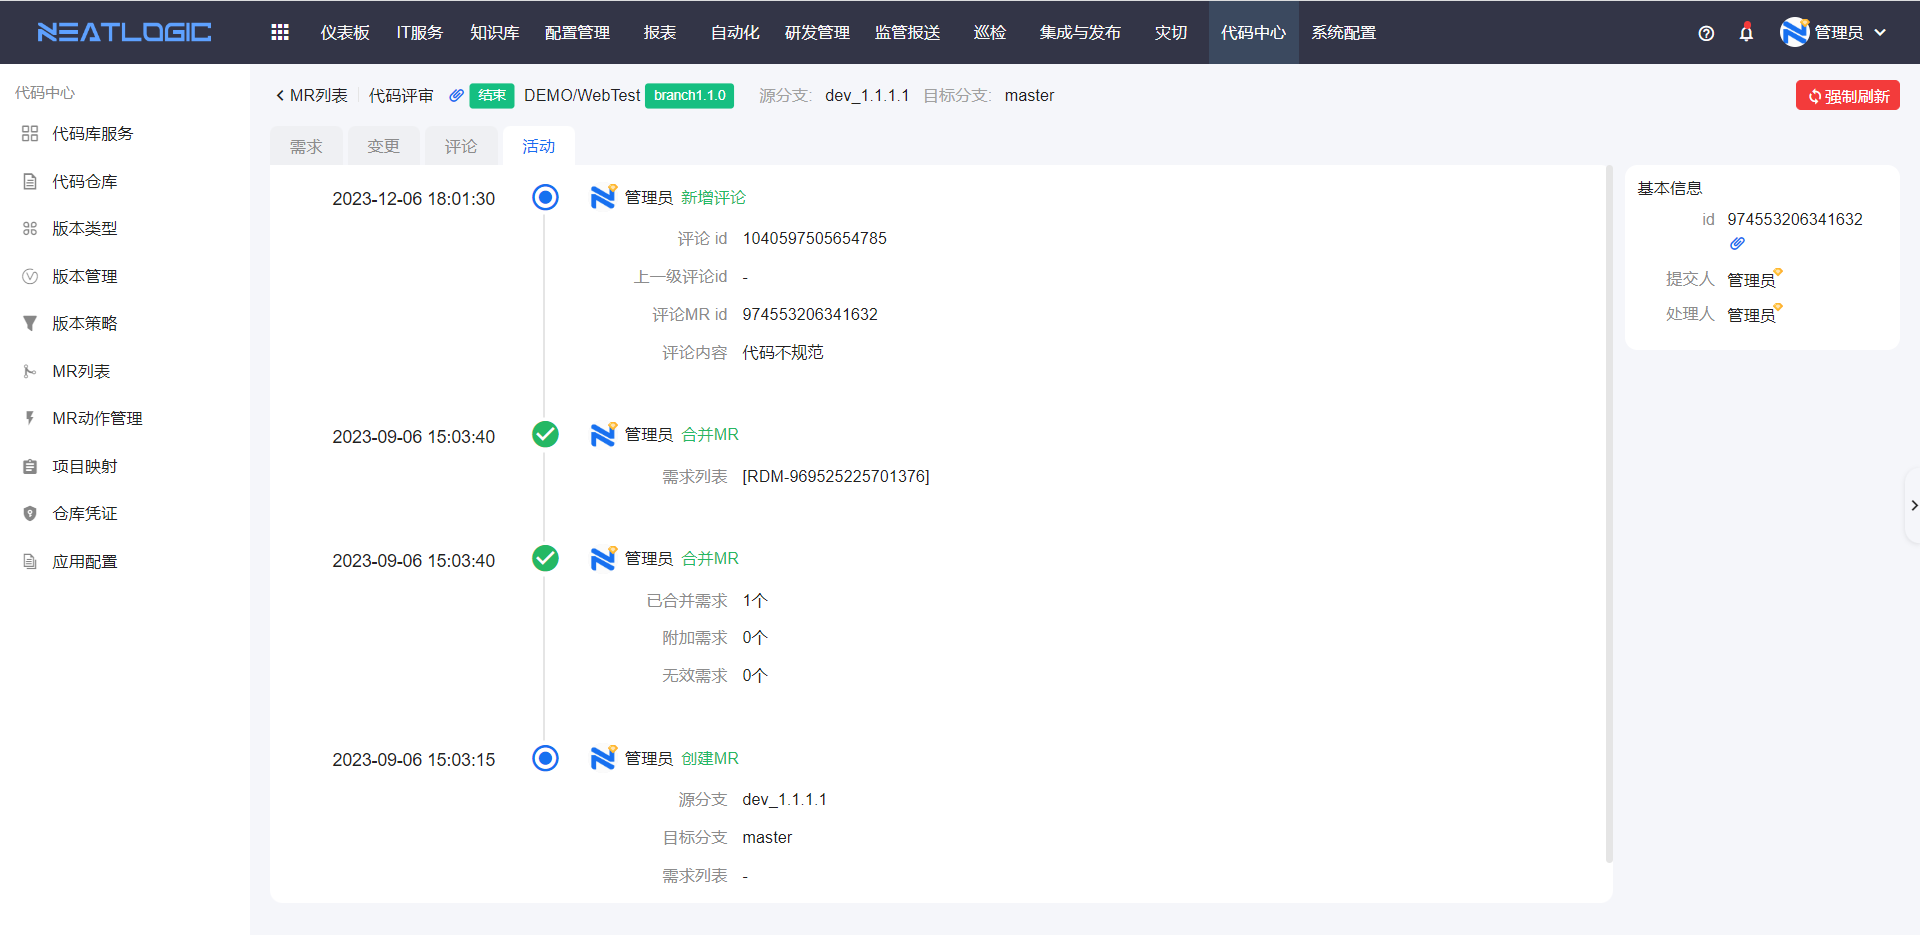 NEATLOGIC 仪表板 IT服务 知识库 配置管理 报表 自动化 研发管理 监管报送 巡检 集成与发布 灾切 代码中心 系统配置 管理员
代码中心
代码库服务
代码仓库
版本类型
版本管理
版本策略
MR列表
MR动作管理
项目映射
仓库凭证
应用配置
MR列表 代码评审 结束 DEMO/WebTest branch1.1.0 源分支: dev_1.1.1.1 目标分支: master 强制刷新
需求 变更 评论 活动
2023-12-06 18:01:30 管理员 新增评论
评论 id 1040597505654785
上一级评论id -
评论MR id 974553206341632
评论内容 代码不规范
2023-09-06 15:03:40 管理员 合并MR
需求列表 [RDM-969525225701376]
2023-09-06 15:03:40 管理员 合并MR
已合并需求 1个
附加需求 0个
无效需求 0个
2023-09-06 15:03:15 管理员 创建MR
源分支 dev_1.1.1.1
目标分支 master
需求列表 -
基本信息
id 974553206341632
提交人 管理员
处理人 管理员